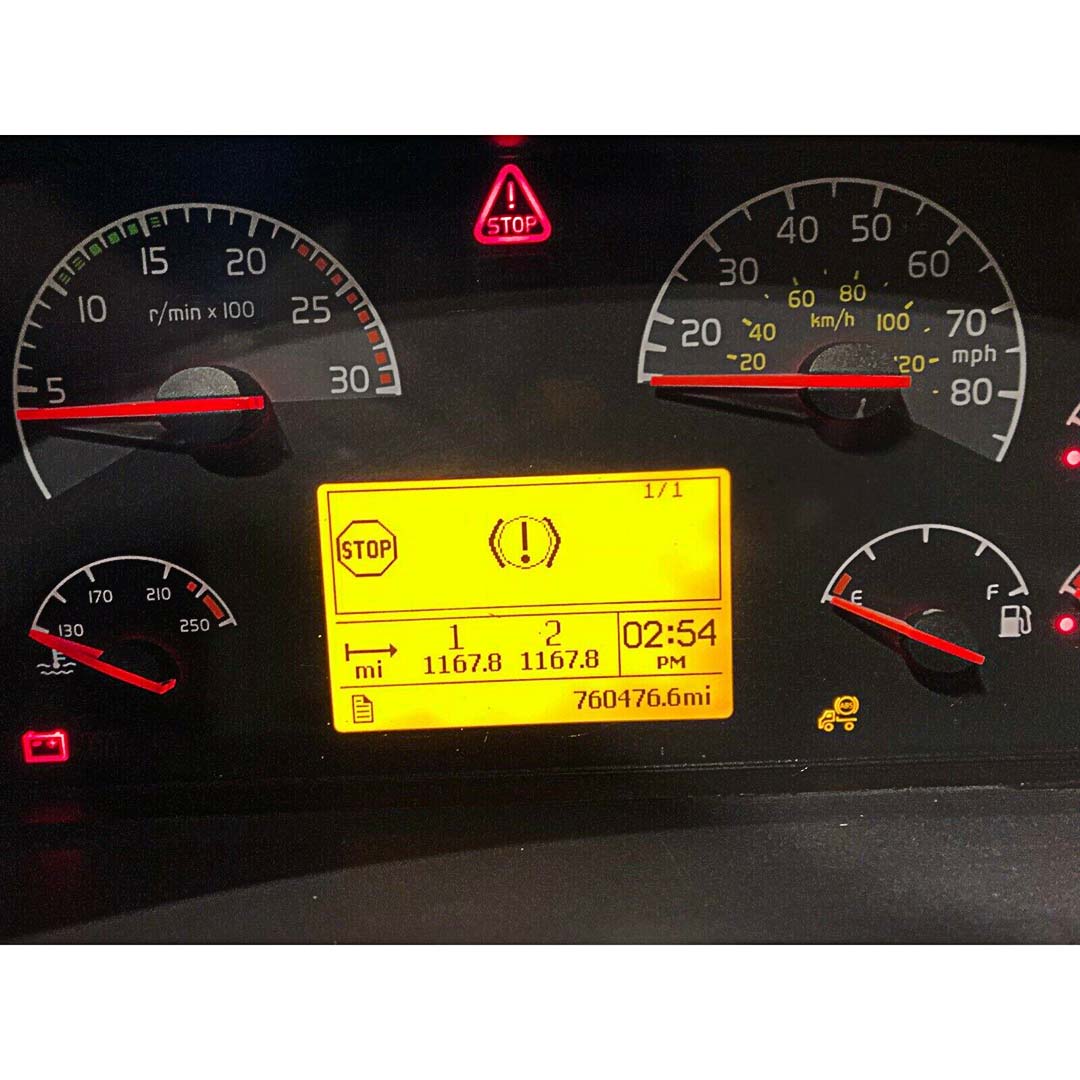 ! STOP
5 10 15 20 25 30
r/min x 100
20 30 40 50 60 70 80
mph
20 40 60 80 100 120
km/h
1/1
STOP
!
1 2
mi 1167.8 1167.8
02:54
PM
760476.6mi
130 170 210 250
E F
ABS